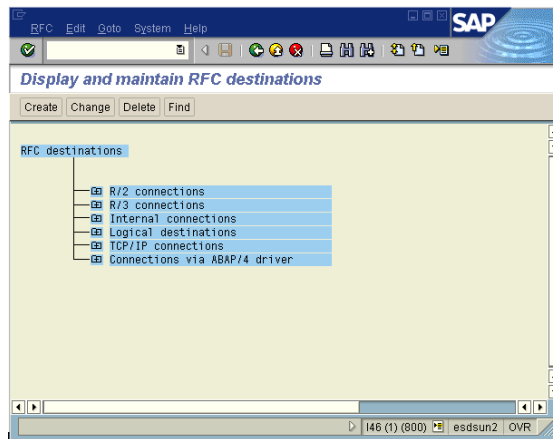 RFC Edit Goto System Help
SAP
Display and maintain RFC destinations
Create Change Delete Find
RFC destinations
R/2 connections
R/3 connections
Internal connections
Logical destinations
TCP/IP connections
Connections via ABAP/4 driver
I46 (1) (800) esdsun2 OVR